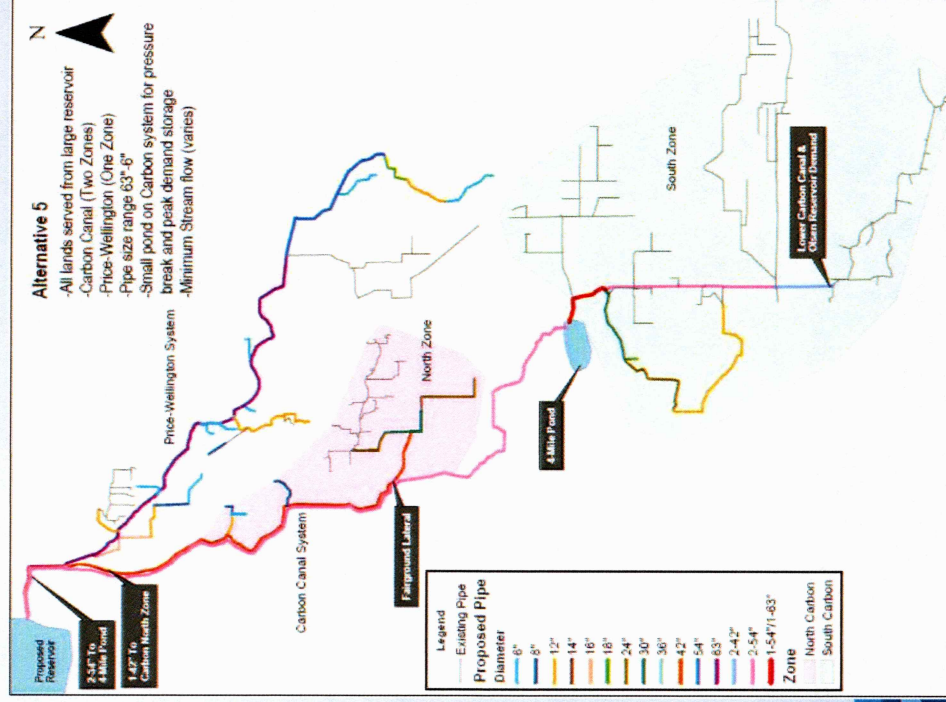 N
Alternative 5
-All lands served from large reservoir
-Carbon Canal (Two Zones)
-Price-Wellington (One Zone)
-Pipe size range 63" -6"
-Small pond on Carbon system for pressure
break and peak demand storage
-Minimum Stream flow (varies)
Price-Wellington System
Proposed
Reservoir
2-54" To
4-Mile Pond
1-42" To
Carbon North Zone
Carbon Canal System
North Zone
Fairground Lateral
4-Mile Pond
South Zone
Lower Carbon Canal &
Olsen Reservoir Demand
Legend
Existing Pipe
Proposed Pipe
Diameter
6"
8"
12"
14"
16"
18"
24"
30"
36"
42"
54"
63"
2-42"
2-54"
1-54"/1-63"
Zone
North Carbon
South Carbon